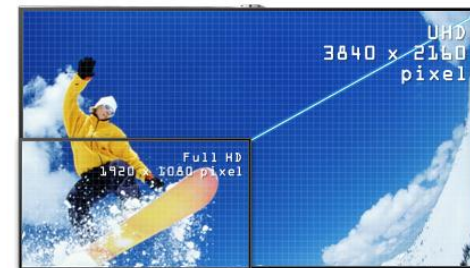 UHD
3840 x 2160
pixel
Full HD
1920 x 1080 pixel